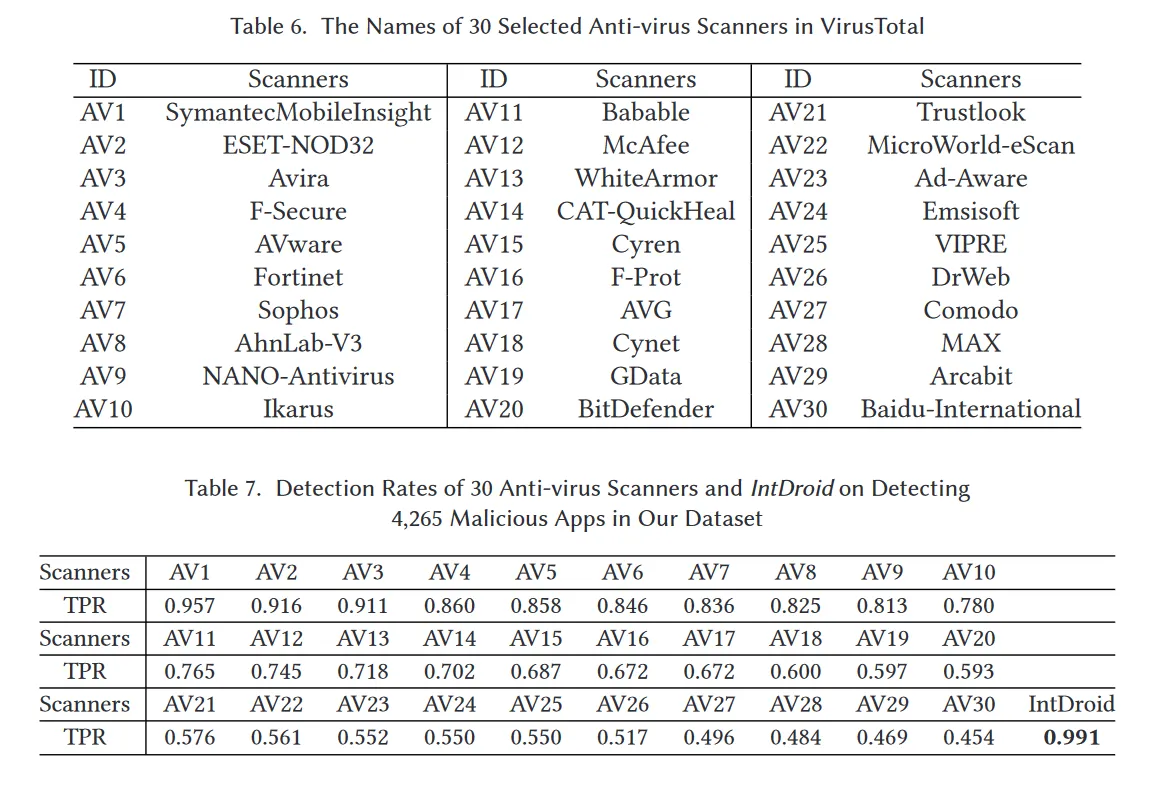 Table 6. The Names of 30 Selected Anti-virus Scanners in VirusTotal
ID Scanners ID Scanners ID Scanners
AV1 SymantecMobileInsight AV11 Babable AV21 Trustlook
AV2 ESET-NOD32 AV12 McAfee AV22 MicroWorld-eScan
AV3 Avira AV13 WhiteArmor AV23 Ad-Aware
AV4 F-Secure AV14 CAT-QuickHeal AV24 Emsisoft
AV5 AVware AV15 Cyren AV25 VIPRE
AV6 Fortinet AV16 F-Prot AV26 DrWeb
AV7 Sophos AV17 AVG AV27 Comodo
AV8 AhnLab-V3 AV18 Cynet AV28 MAX
AV9 NANO-Antivirus AV19 GData AV29 Arcabit
AV10 Ikarus AV20 BitDefender AV30 Baidu-International
Table 7. Detection Rates of 30 Anti-virus Scanners and IntDroid on Detecting
4,265 Malicious Apps in Our Dataset
Scanners AV1 AV2 AV3 AV4 AV5 AV6 AV7 AV8 AV9 AV10
TPR 0.957 0.916 0.911 0.860 0.858 0.846 0.836 0.825 0.813 0.780
Scanners AV11 AV12 AV13 AV14 AV15 AV16 AV17 AV18 AV19 AV20
TPR 0.765 0.745 0.718 0.702 0.687 0.672 0.672 0.600 0.597 0.593
Scanners AV21 AV22 AV23 AV24 AV25 AV26 AV27 AV28 AV29 AV30 IntDroid
TPR 0.576 0.561 0.552 0.550 0.550 0.517 0.496 0.484 0.469 0.454 0.991